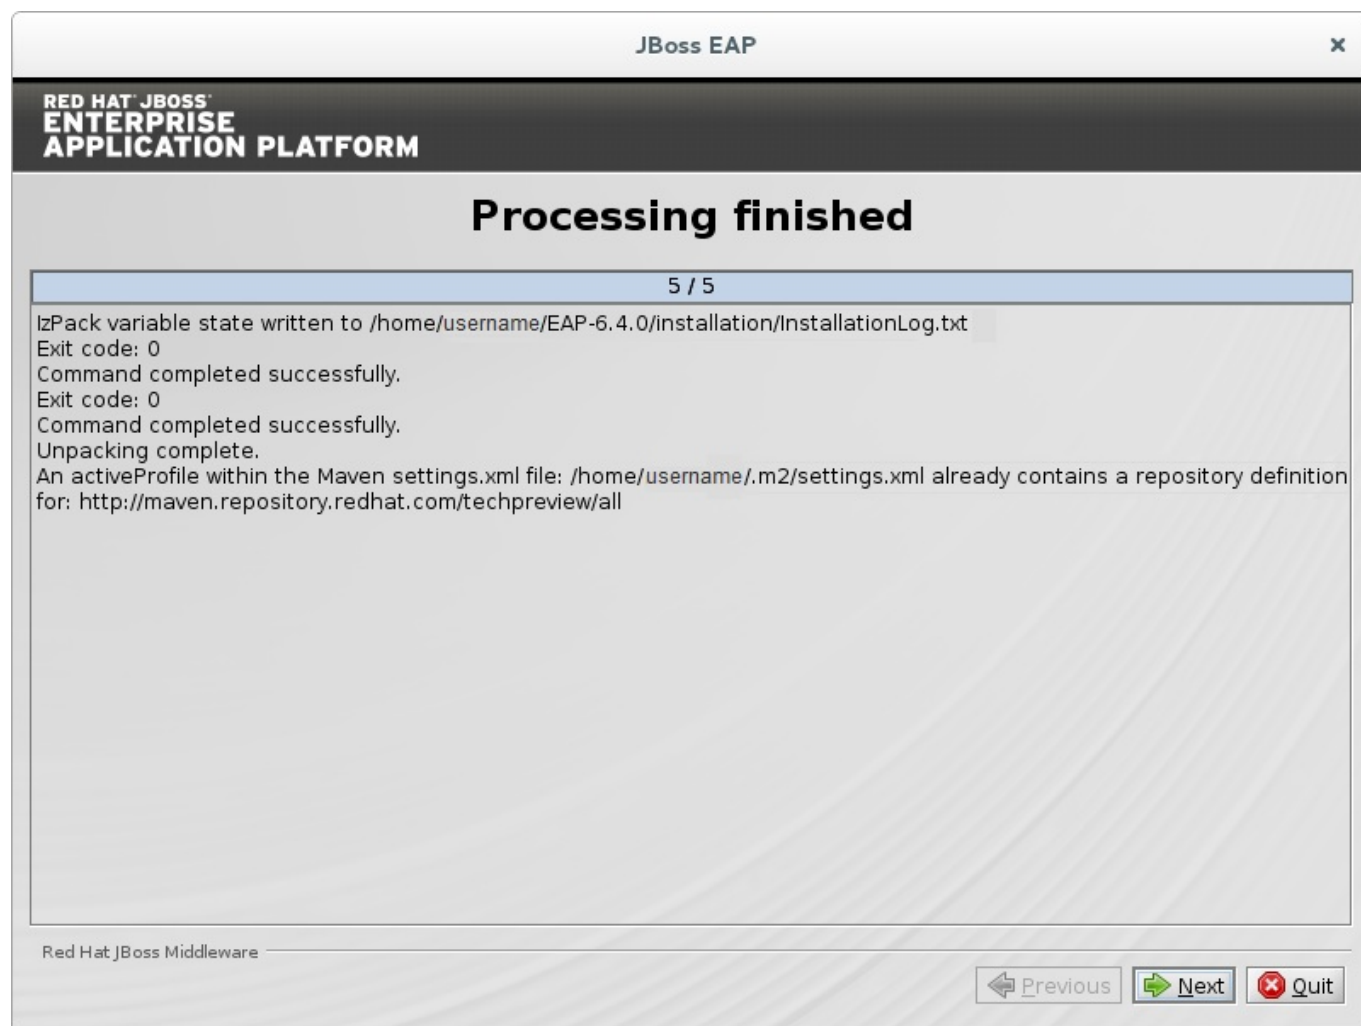 JBoss EAP
RED HAT JBOSS
ENTERPRISE
APPLICATION PLATFORM
Processing finished
5 / 5
IzPack variable state written to /home/username/EAP-6.4.0/installation/InstallationLog.txt
Exit code: 0
Command completed successfully.
Exit code: 0
Command completed successfully.
Unpacking complete.
An activeProfile within the Maven settings.xml file: /home/username/.m2/settings.xml already contains a repository definition
for: http://maven.repository.redhat.com/techpreview/all
Red Hat JBoss Middleware
Previous
Next
Quit